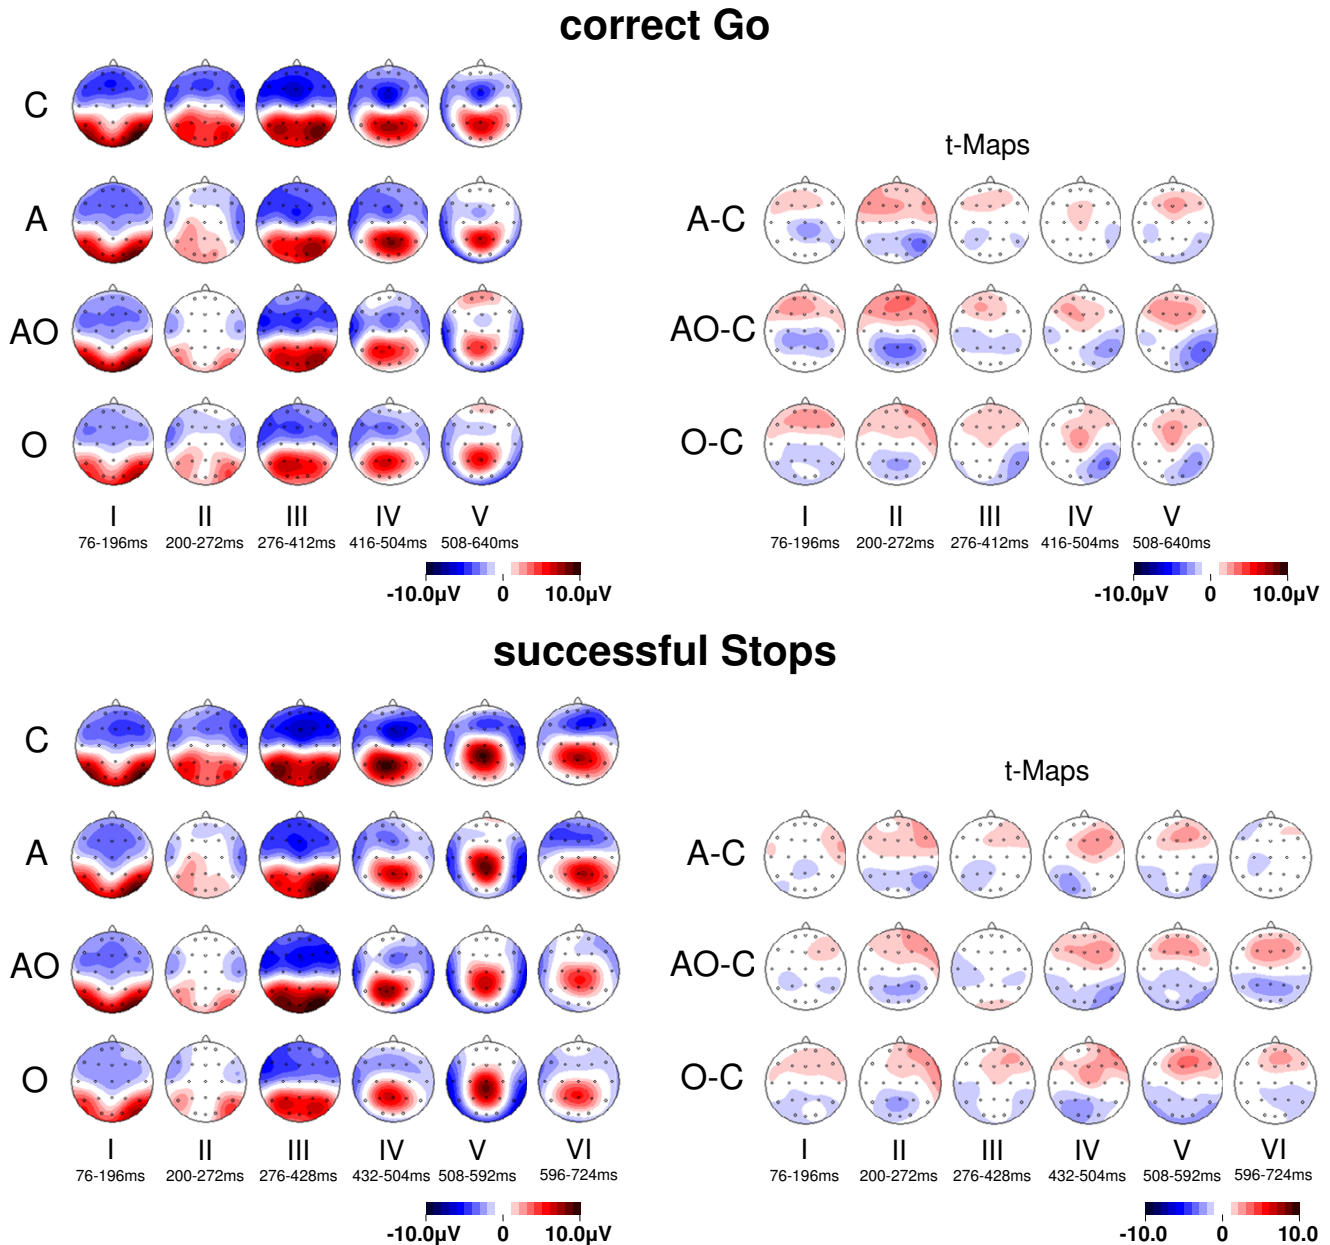 correct Go
C
t-Maps
A
A-C
AO
AO-C
O
O-C
I II III IV V
I II III IV V
76-196ms 200-272ms 276-412ms 416-504ms 508-640ms
76-196ms 200-272ms 276-412ms 416-504ms 508-640ms
-10.0µV 0 10.0µV
-10.0µV 0 10.0µV
successful Stops
C
t-Maps
A
A-C
AO
AO-C
O
O-C
I II III IV V VI
I II III IV V VI
76-196ms 200-272ms 276-428ms 432-504ms 508-592ms 596-724ms
76-196ms 200-272ms 276-428ms 432-504ms 508-592ms 596-724ms
-10.0µV 0 10.0µV
-10.0 0 10.0